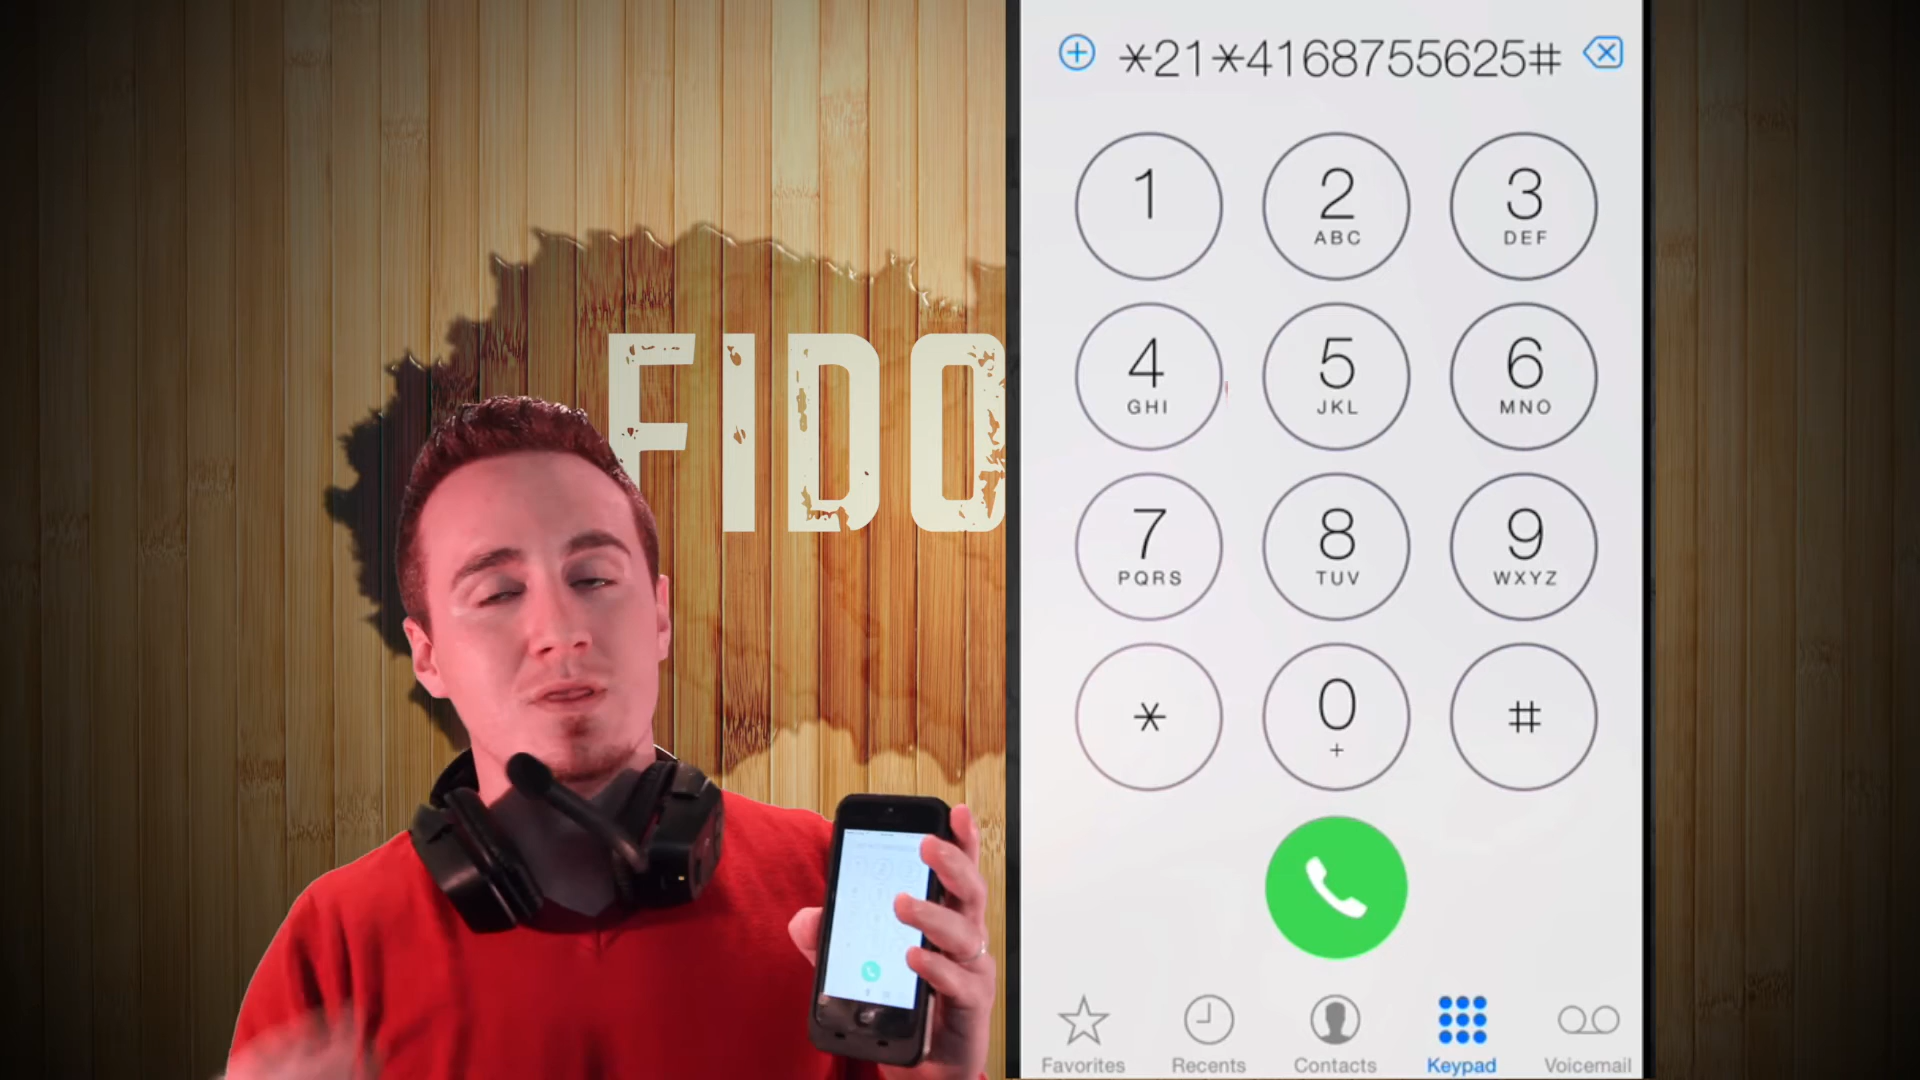 FIDO
*21*4168755625#
1
2
ABC
3
DEF
4
GHI
5
JKL
6
MNO
7
PQRS
8
TUV
9
WXYZ
*
0
+
#
Favorites
Recents
Contacts
Keypad
Voicemail